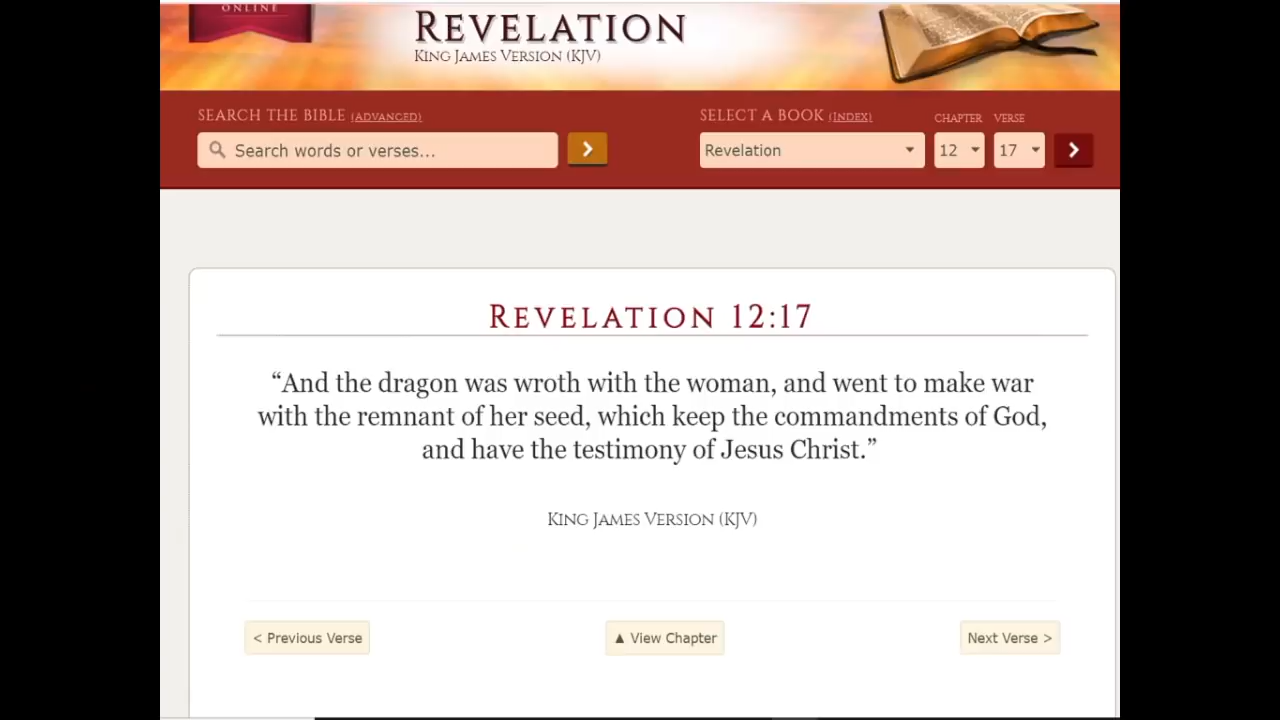 ONLINE
REVELATION
KING JAMES VERSION (KJV)
SEARCH THE BIBLE (ADVANCED)
SELECT A BOOK (INDEX)
CHAPTER VERSE
Search words or verses...
Revelation 12 17
REVELATION 12:17
“And the dragon was wroth with the woman, and went to make war
with the remnant of her seed, which keep the commandments of God,
and have the testimony of Jesus Christ.”
KING JAMES VERSION (KJV)
< Previous Verse
▲ View Chapter
Next Verse >